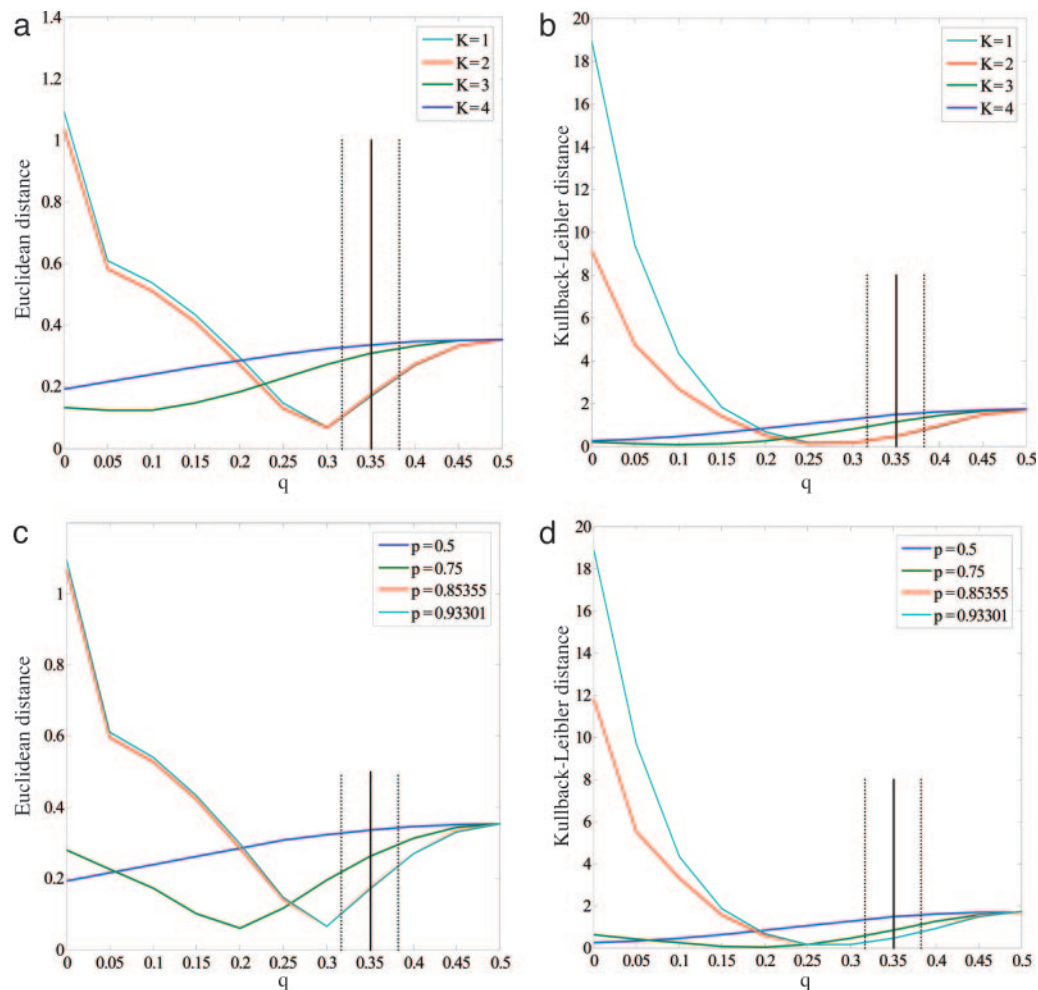 a
1.4
1.2
1
0.8
0.6
0.4
0.2
0
Euclidean distance
K=1
K=2
K=3
K=4
0 0.05 0.1 0.15 0.2 0.25 0.3 0.35 0.4 0.45 0.5
q
b
20
18
16
14
12
10
8
6
4
2
0
Kullback-Leibler distance
K=1
K=2
K=3
K=4
0 0.05 0.1 0.15 0.2 0.25 0.3 0.35 0.4 0.45 0.5
q
c
1
0.8
0.6
0.4
0.2
0
Euclidean distance
p=0.5
p=0.75
p=0.85355
p=0.93301
0 0.05 0.1 0.15 0.2 0.25 0.3 0.35 0.4 0.45 0.5
q
d
20
18
16
14
12
10
8
6
4
2
0
Kullback-Leibler distance
p=0.5
p=0.75
p=0.85355
p=0.93301
0 0.05 0.1 0.15 0.2 0.25 0.3 0.35 0.4 0.45 0.5
q